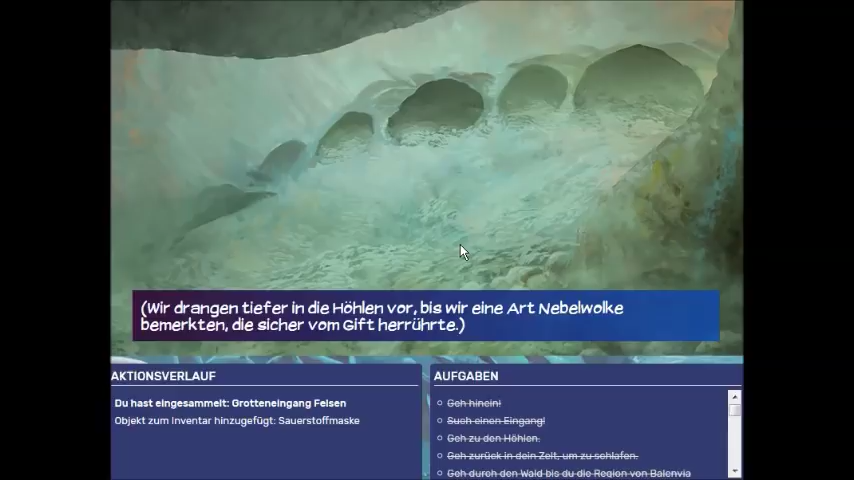 (Wir drangen tiefer in die Höhlen vor, bis wir eine Art Nebelwolke
bemerkten, die sicher vom Gift herrührte.)
AKTIONSVERLAUF
Du hast eingesammelt: Grotteneingang Felsen
Objekt zum Inventar hinzugefügt: Sauerstoffmaske
AUFGABEN
Geh hinein!
Such einen Eingang!
Geh zu den Höhlen.
Geh zurück in dein Zelt, um zu schlafen.
Geh durch den Wald bis du die Region von Balenvia